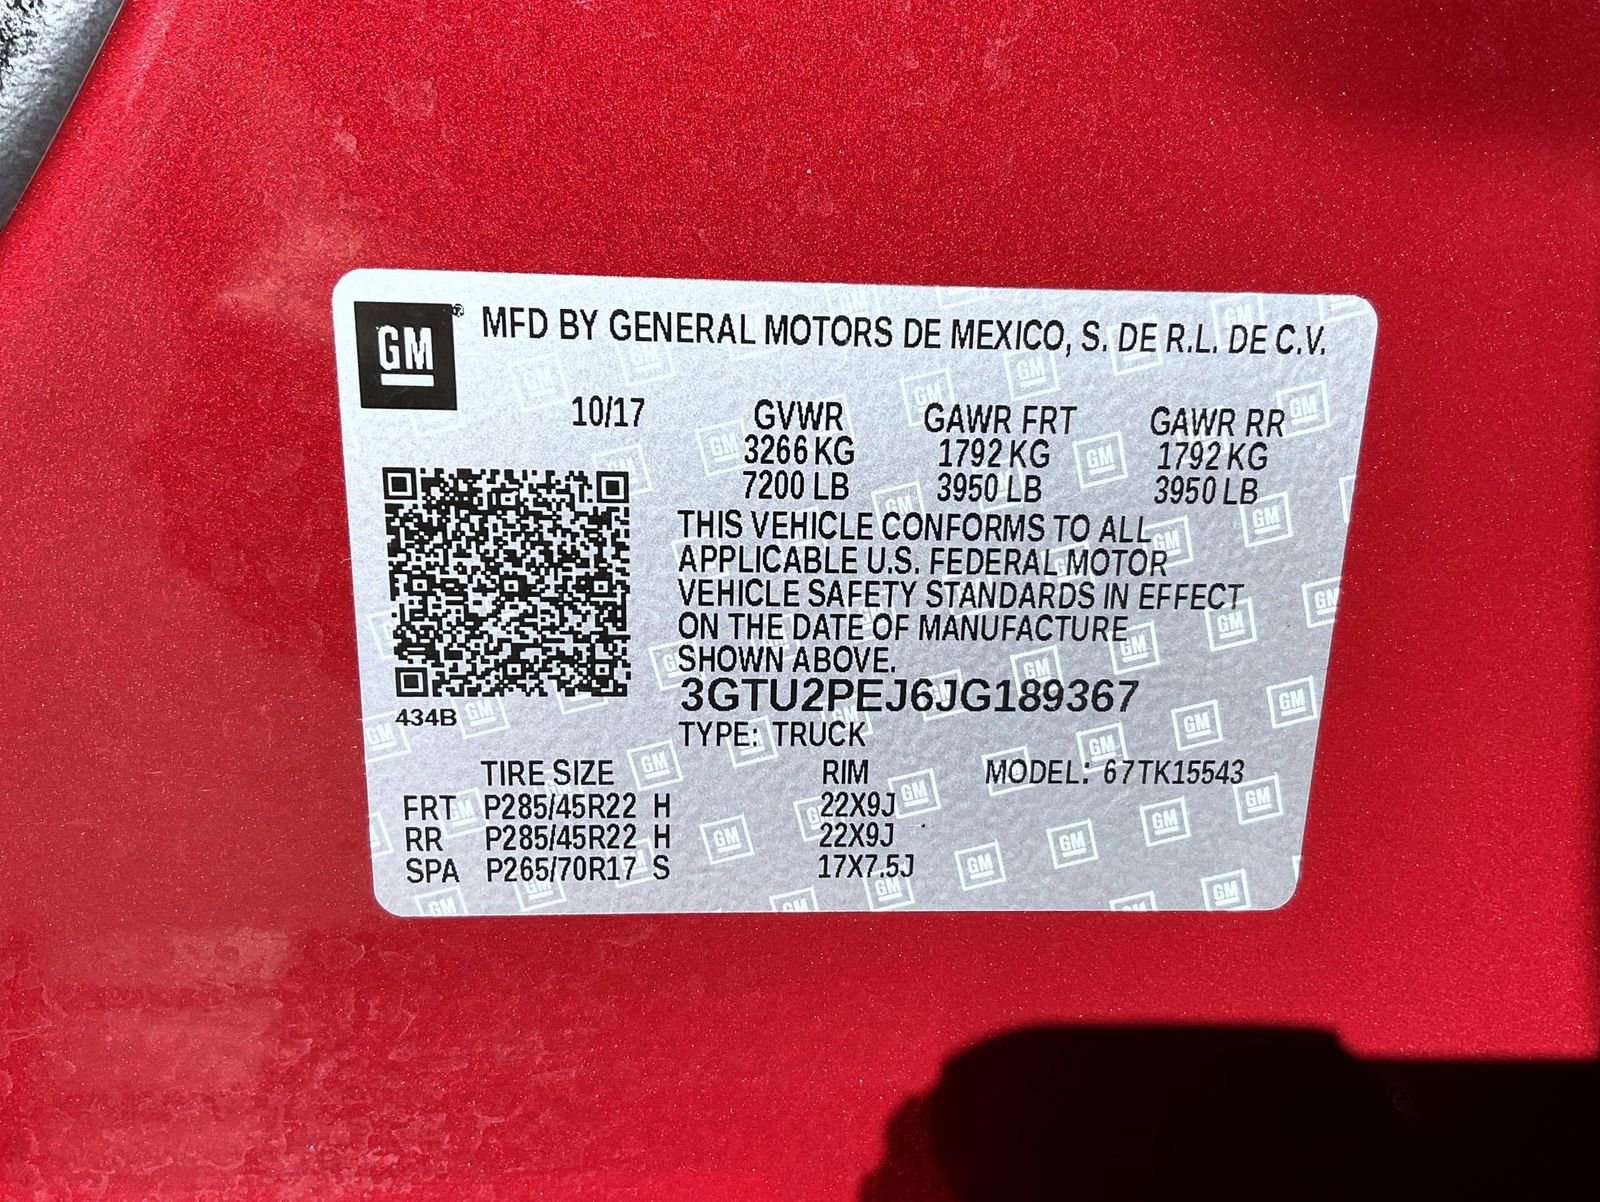 GM® MFD BY GENERAL MOTORS DE MEXICO, S. DE R.L. DE C.V.
10/17 GVWR GAWR FRT GAWR RR
3266 KG 1792 KG 1792 KG
7200 LB 3950 LB 3950 LB
THIS VEHICLE CONFORMS TO ALL
APPLICABLE U.S. FEDERAL MOTOR
VEHICLE SAFETY STANDARDS IN EFFECT
ON THE DATE OF MANUFACTURE
SHOWN ABOVE.
3GTU2PEJ6JG189367
434B
TYPE: TRUCK
TIRE SIZE RIM MODEL: 67TK15543
FRT P285/45R22 H 22X9J
RR P285/45R22 H 22X9J
SPA P265/70R17 S 17X7.5J